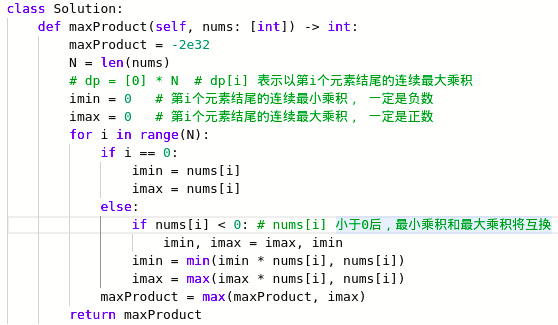 class Solution:
    def maxProduct(self, nums: [int]) -> int:
        maxProduct = -2e32
        N = len(nums)
        # dp = [0] * N  # dp[i] 表示以第i个元素结尾的连续最大乘积
        imin = 0   # 第i个元素结尾的连续最小乘积， 一定是负数
        imax = 0   # 第i个元素结尾的连续最大乘积， 一定是正数
        for i in range(N):
            if i == 0:
                imin = nums[i]
                imax = nums[i]
            else:
                if nums[i] < 0: # nums[i] 小于0后，最小乘积和最大乘积将互换
                    imin, imax = imax, imin
                imin = min(imin * nums[i], nums[i])
                imax = max(imax * nums[i], nums[i])
            maxProduct = max(maxProduct, imax)
        return maxProduct